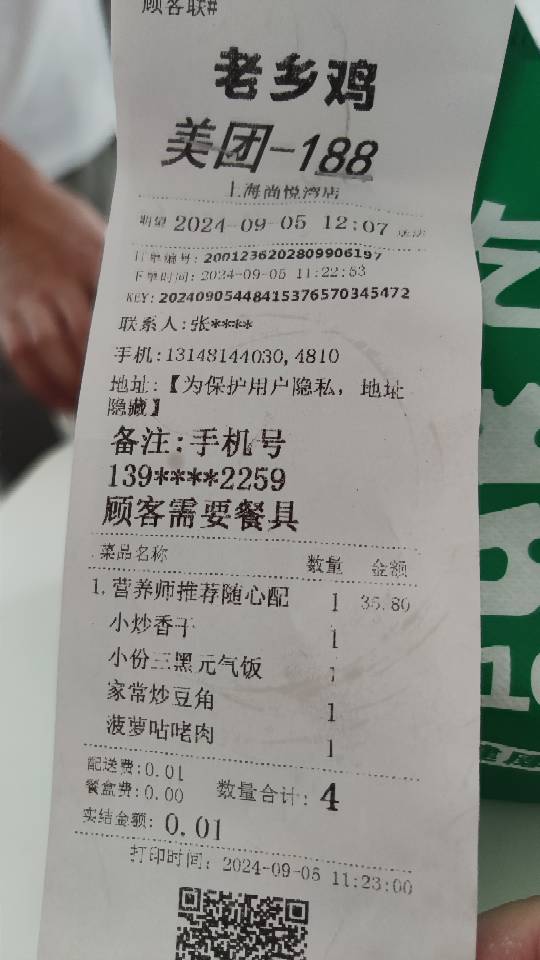 顾客联#
老乡鸡
美团-188
上海尚悦湾店
期望 2024-09-05 12:07 送达
订单编号: 2001236202809906197
下单时间: 2024-09-05 11:22:53
KEY: 20240905448415376570345472
联系人:张****
手机:13148144030,4810
地址:【为保护用户隐私，地址
隐藏】
备注:手机号
139****2259
顾客需要餐具
菜品名称 数量 金额
1.营养师推荐随心配 1 35.80
小炒香干 1
小份三黑元气饭 1
家常炒豆角 1
菠萝咕咾肉 1
配送费:0.01
餐盒费:0.00 数量合计: 4
实结金额: 0.01
打印时间: 2024-09-05 11:23:00